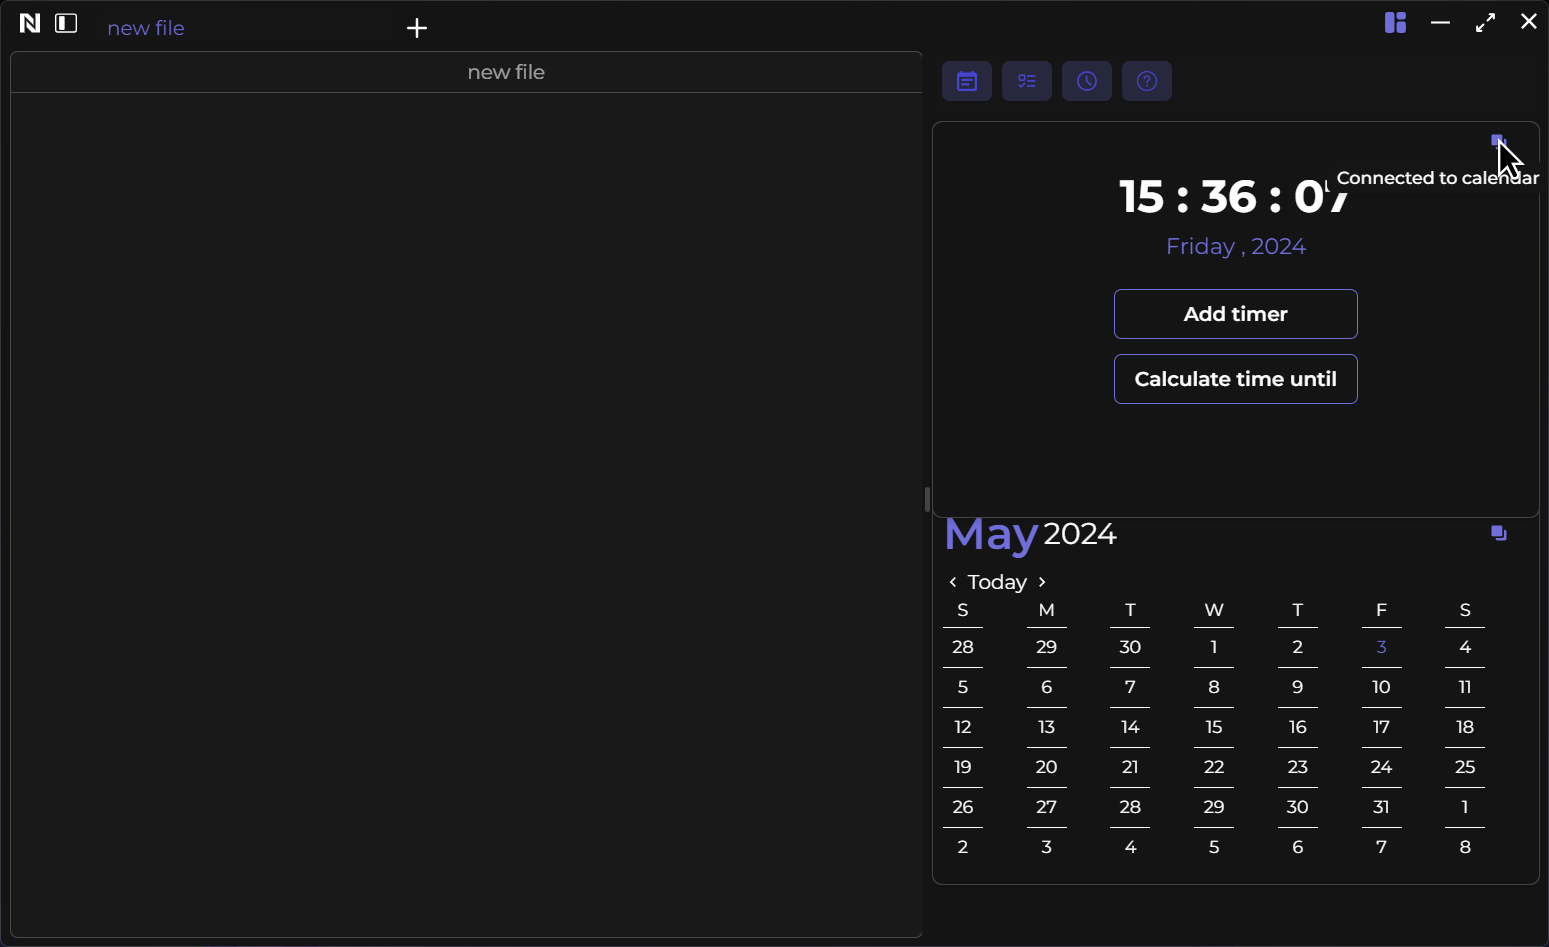 new file
new file
Connected to calendar
15 : 36 : 07
Friday , 2024
Add timer
Calculate time until
May 2024
Today
S M T W T F S
28 29 30 1 2 3 4
5 6 7 8 9 10 11
12 13 14 15 16 17 18
19 20 21 22 23 24 25
26 27 28 29 30 31 1
2 3 4 5 6 7 8